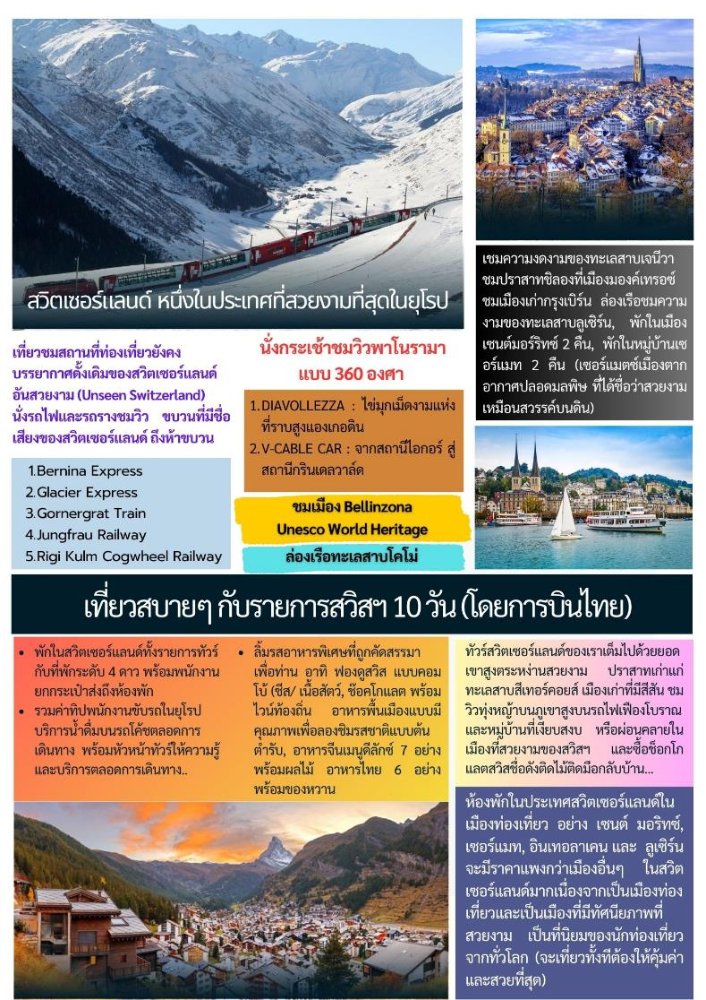 สวิตเซอร์แลนด์ หนึ่งในประเทศที่สวยงามที่สุดในยุโรป
เชมความงดงามของทะเลสาบเจนีวา
ชมปราสาทชิลองที่เมืองมองค์เทรอซ์
ชมเมืองเก่ากรุงเบิร์น ล่องเรือชมความ
งามของทะเลสาบลูเซิร์น, พักในเมือง
เซนต์มอร์ริทซ์ 2 คืน, พักในหมู่บ้านเซ
อร์แมท 2 คืน (เซอร์แมตซ์เมืองตาก
อากาศปลอดมลพิษ ที่ได้ชื่อว่าสวยงาม
เหมือนสวรรค์บนดิน)
เที่ยวชมสถานที่ท่องเที่ยวยังคง
บรรยากาศดั้งเดิมของสวิตเซอร์แลนด์
อันสวยงาม (Unseen Switzerland)
นั่งรถไฟและรถรางชมวิว ขบวนที่มีชื่อ
เสียงของสวิตเซอร์แลนด์ ถึงห้าขบวน
1.Bernina Express
2.Glacier Express
3.Gornergrat Train
4.Jungfrau Railway
5.Rigi Kulm Cogwheel Railway
นั่งกระเช้าชมวิวพาโนรามา
แบบ 360 องศา
1.DIAVOLLEZZA : ไข่มุกเม็ดงามแห่ง
ที่ราบสูงแองเกอดิน
2.V-CABLE CAR : จากสถานีไอกอร์ สู่
สถานีกรินเดลวาล์ด
ชมเมือง Bellinzona
Unesco World Heritage
ล่องเรือทะเลสาบโคโม่
เที่ยวสบายๆ กับรายการสวิสฯ 10 วัน (โดยการบินไทย)
• พักในสวิตเซอร์แลนด์ทั้งรายการทัวร์
กับที่พักระดับ 4 ดาว พร้อมพนักงาน
ยกกระเป๋าส่งถึงห้องพัก
• รวมค่าทิปพนักงานขับรถในยุโรป
บริการน้ำดื่มบนรถโค้ชตลอดการ
เดินทาง พร้อมหัวหน้าทัวร์ให้ความรู้
และบริการตลอดการเดินทาง..
• ลิ้มรสอาหารพิเศษที่ถูกคัดสรรมา
เพื่อท่าน อาทิ ฟองดูสวิส แบบคอม
โบ้ (ชีส/ เนื้อสัตว์, ช๊อคโกแลต พร้อม
ไวน์ท้องถิ่น อาหารพื้นเมืองแบบมี
คุณภาพเพื่อลองชิมรสชาติแบบต้น
ตำรับ, อาหารจีนเมนูดีลักซ์ 7 อย่าง
พร้อมผลไม้ อาหารไทย 6 อย่าง
พร้อมของหวาน
ทัวร์สวิตเซอร์แลนด์ของเราเต็มไปด้วยยอด
เขาสูงตระหง่านสวยงาม ปราสาทเก่าแก่
ทะเลสาบสีเทอร์คอยส์ เมืองเก่าที่มีสีสัน ชม
วิวทุ่งหญ้าบนภูเขาสูงบนรถไฟเฟืองโบราณ
และหมู่บ้านที่เงียบสงบ หรือผ่อนคลายใน
เมืองที่สวยงามของสวิสฯ และซื้อช็อกโก
แลตสวิสชื่อดังติดไม้ติดมือกลับบ้าน...
ห้องพักในประเทศสวิตเซอร์แลนด์ใน
เมืองท่องเที่ยว อย่าง เซนต์ มอริทซ์,
เซอร์แมท, อินเทอลาเคน และ ลูเซิร์น
จะมีราคาแพงกว่าเมืองอื่นๆ ในสวิต
เซอร์แลนด์มากเนื่องจากเป็นเมืองท่อง
เที่ยวและเป็นเมืองที่มีทัศนียภาพที่
สวยงาม เป็นที่นิยมของนักท่องเที่ยว
จากทั่วโลก (จะเที่ยวทั้งทีต้องให้คุ้มค่า
และสวยที่สุด)